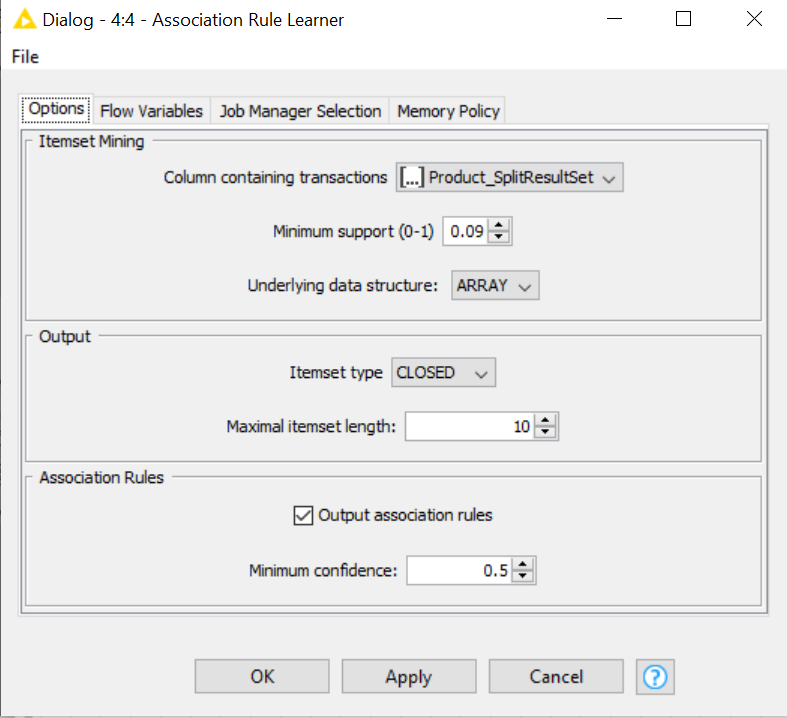 Dialog - 4:4 - Association Rule Learner
File
Options Flow Variables Job Manager Selection Memory Policy
Itemset Mining
Column containing transactions [...] Product_SplitResultSet
Minimum support (0-1) 0.09
Underlying data structure: ARRAY
Output
Itemset type CLOSED
Maximal itemset length: 10
Association Rules
Output association rules
Minimum confidence: 0.5
OK Apply Cancel ?